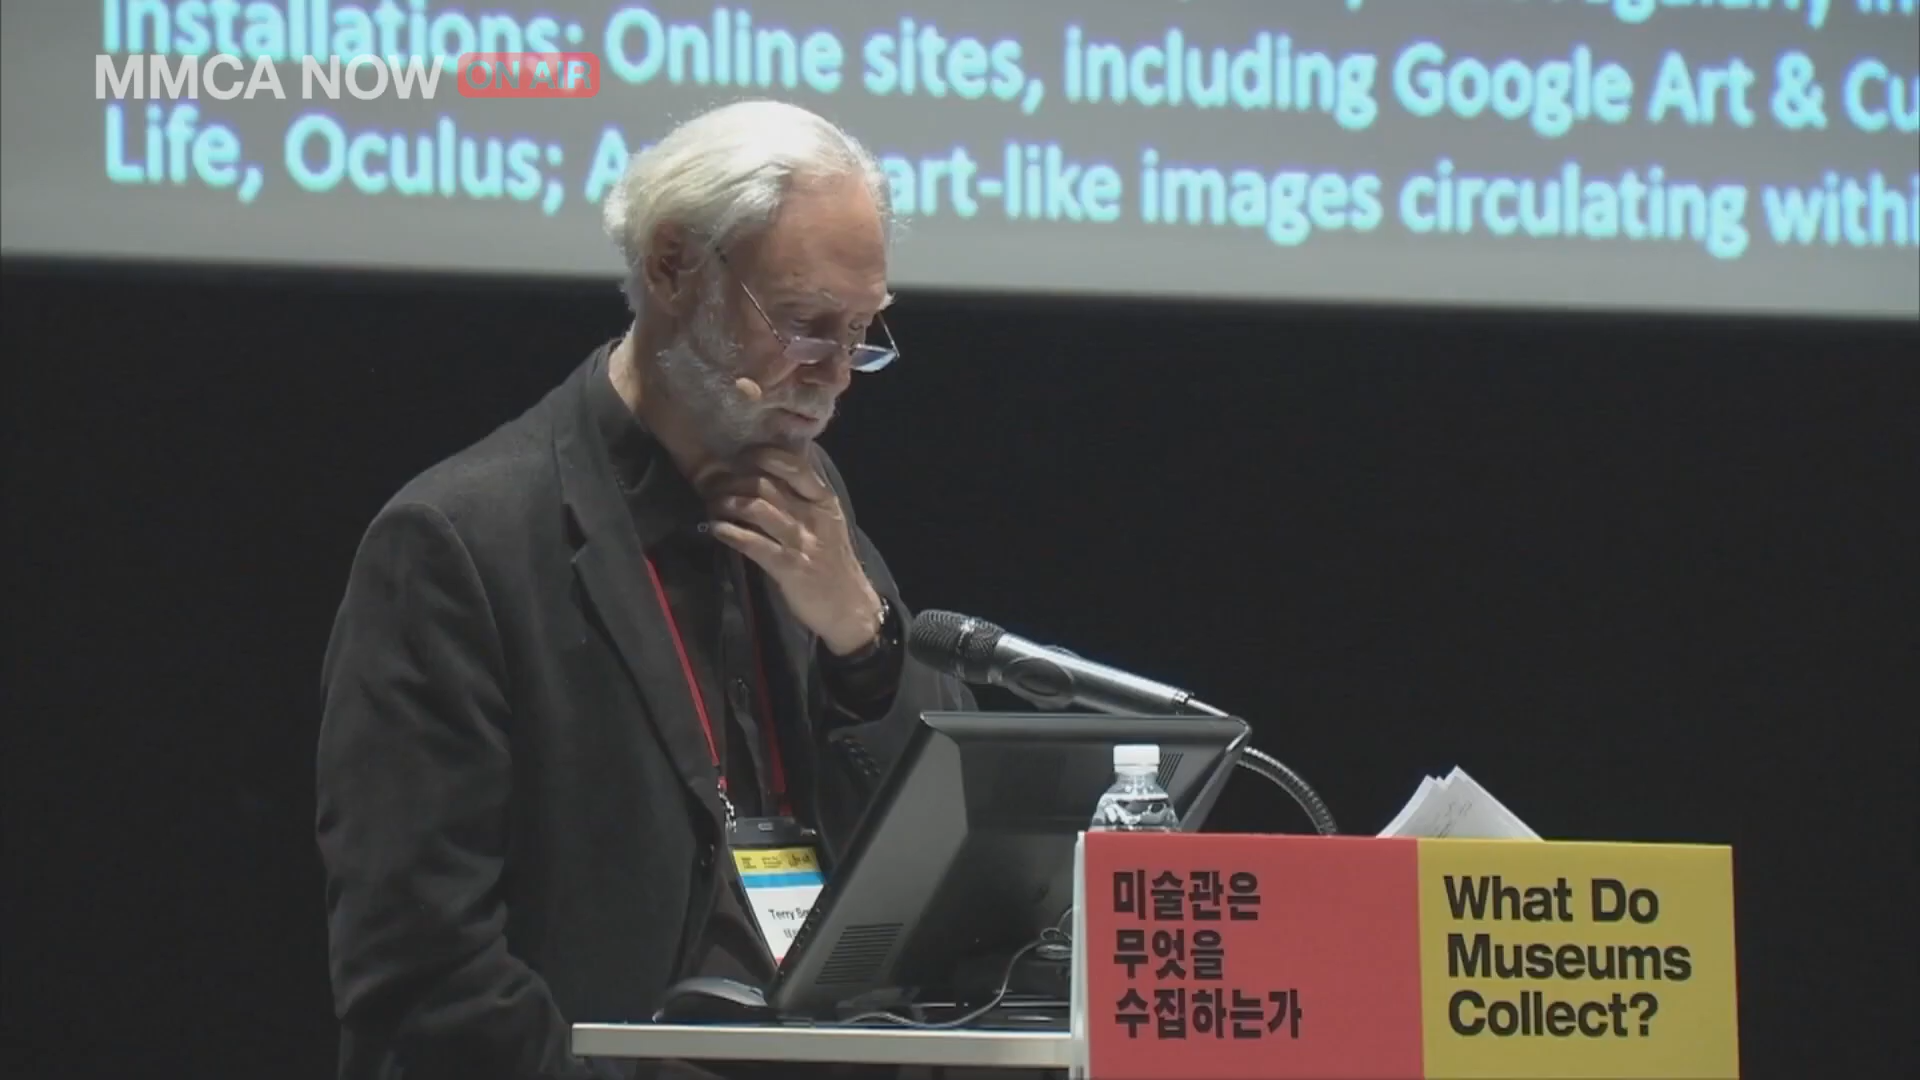 Installations; Online sites, including Google Art & Cu
Life, Oculus; art-like images circulating withi
MMCA NOW ON AIR
Terry
미술관은
무엇을
수집하는가
What Do
Museums
Collect?